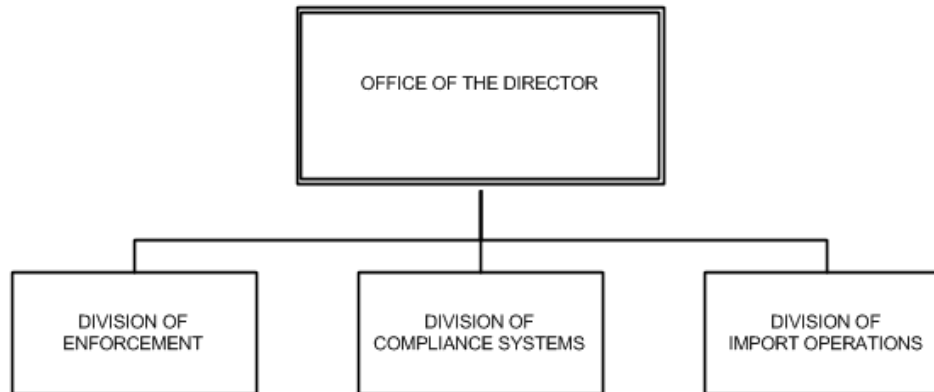 OFFICE OF THE DIRECTOR
DIVISION OF
ENFORCEMENT
DIVISION OF
COMPLIANCE SYSTEMS
DIVISION OF
IMPORT OPERATIONS